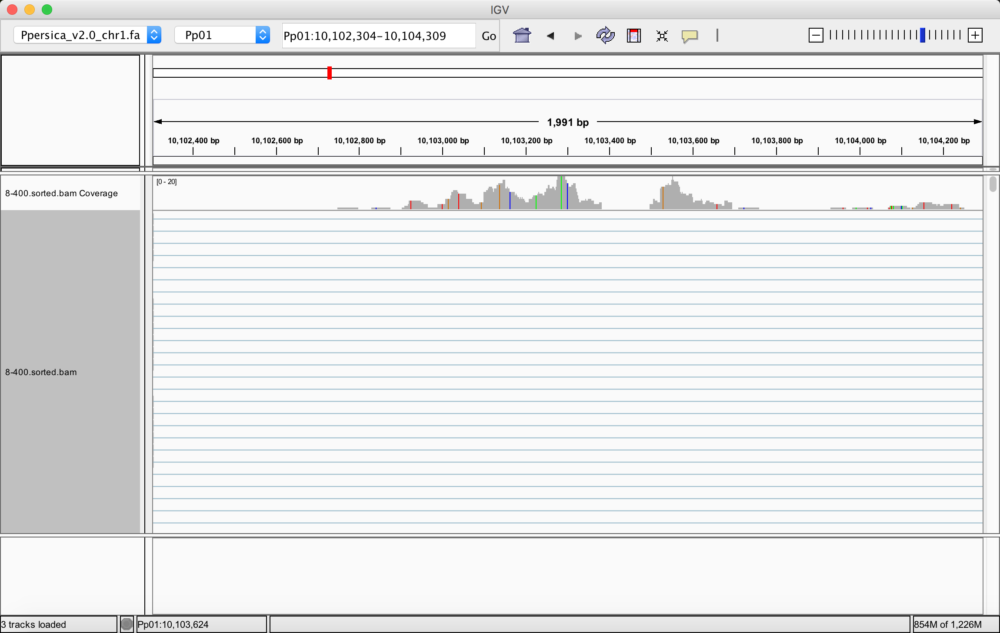 IGV
Ppersica_v2.0_chr1.fa Pp01 Pp01:10,102,304-10,104,309 Go
1,991 bp
10,102,400 bp 10,102,600 bp 10,102,800 bp 10,103,000 bp 10,103,200 bp 10,103,400 bp 10,103,600 bp 10,103,800 bp 10,104,000 bp 10,104,200 bp
[0 - 20]
8-400.sorted.bam Coverage
8-400.sorted.bam
3 tracks loaded Pp01:10,103,624 854M of 1,226M